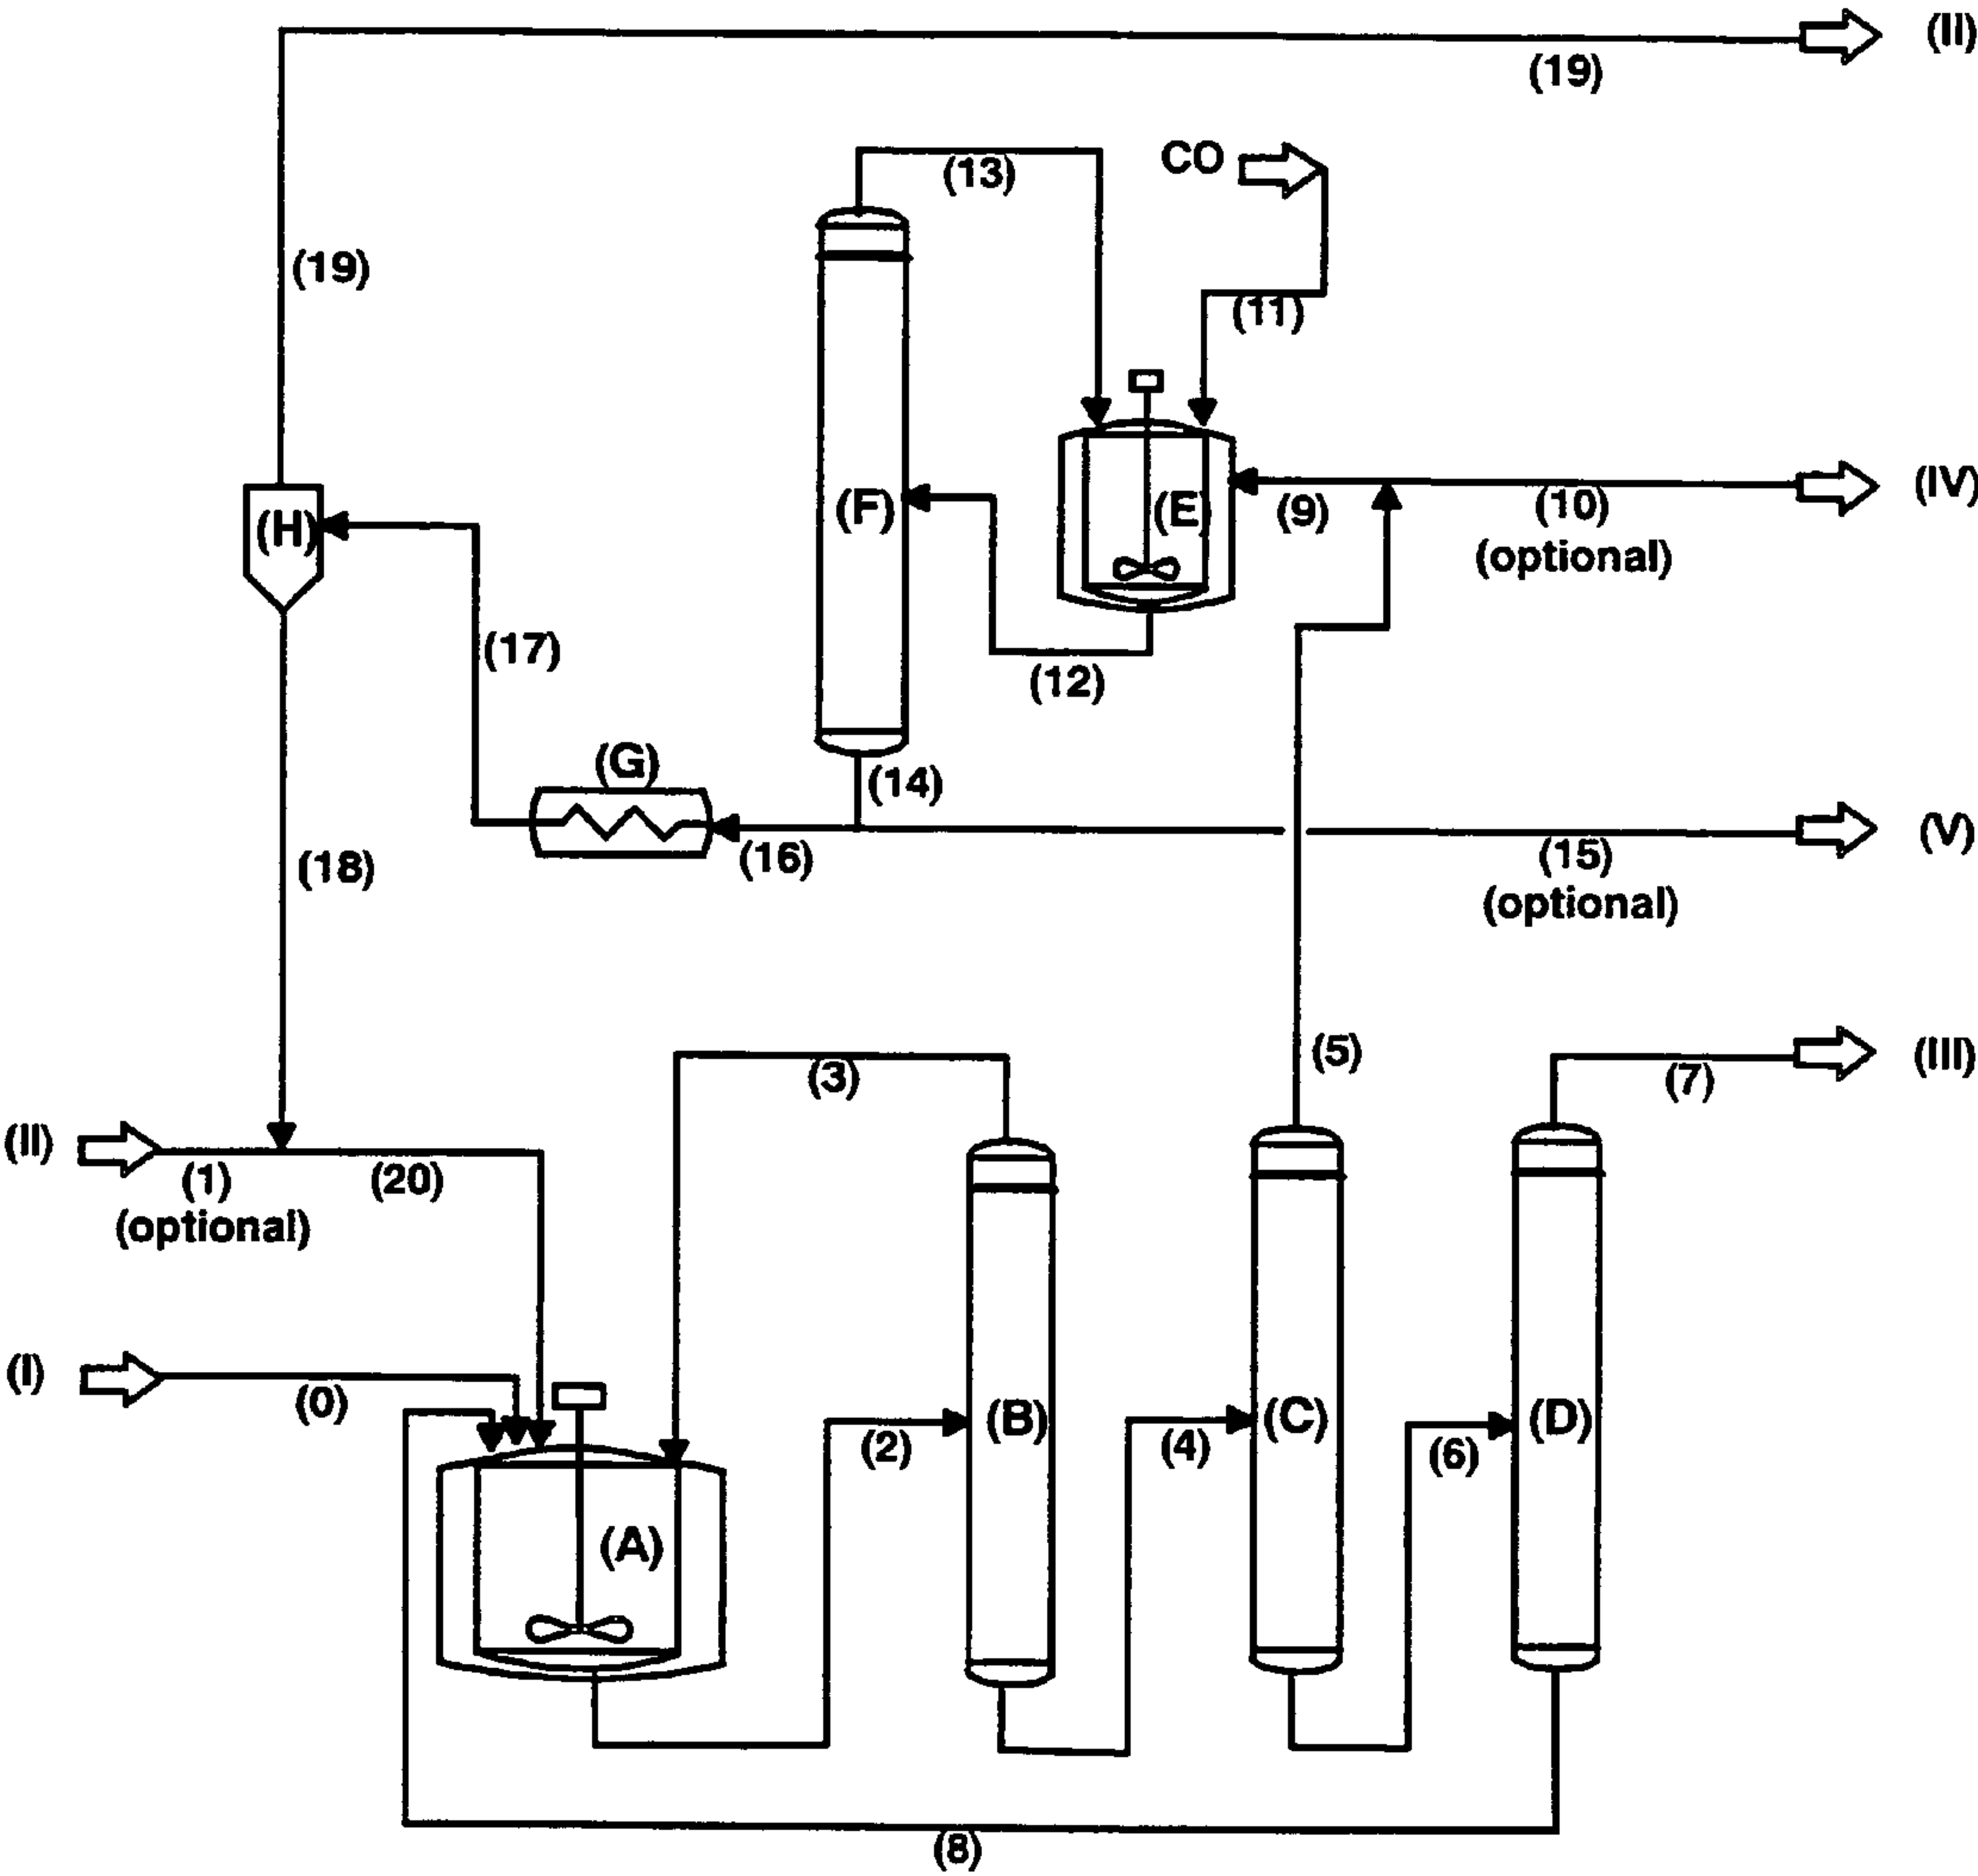 (II)
(19)
CO
(13)
(19)
(11)
(H)
(F)
(E)
(9)
(10)
(optional)
(IV)
(17)
(12)
(G)
(14)
(16)
(15)
(optional)
(V)
(18)
(3)
(5)
(7)
(III)
(II)
(1)
(optional)
(20)
(I)
(0)
(2)
(B)
(4)
(C)
(6)
(D)
(A)
(8)